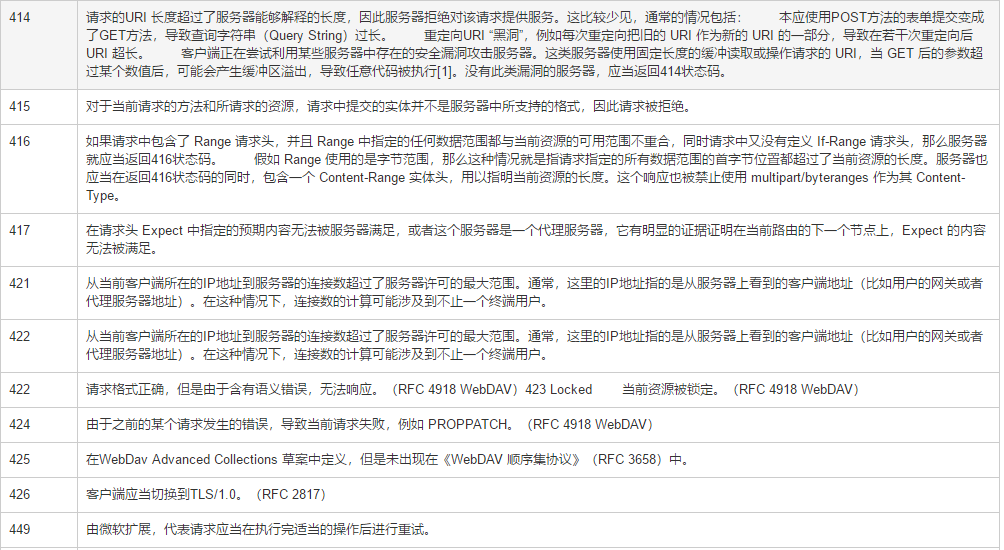 414
请求的URI 长度超过了服务器能够解释的长度，因此服务器拒绝对该请求提供服务。这比较少见，通常的情况包括： 本应使用POST方法的表单提交变成
了GET方法，导致查询字符串（Query String）过长。 重定向URI “黑洞”，例如每次重定向把旧的 URI 作为新的 URI 的一部分，导致在若干次重定向后
URI 超长。 客户端正在尝试利用某些服务器中存在的安全漏洞攻击服务器。这类服务器使用固定长度的缓冲读取或操作请求的 URI，当 GET 后的参数超
过某个数值后，可能会产生缓冲区溢出，导致任意代码被执行[1]。没有此类漏洞的服务器，应当返回414状态码。
415
对于当前请求的方法和所请求的资源，请求中提交的实体并不是服务器中所支持的格式，因此请求被拒绝。
416
如果请求中包含了 Range 请求头，并且 Range 中指定的任何数据范围都与当前资源的可用范围不重合，同时请求中又没有定义 If-Range 请求头，那么服务器
就应当返回416状态码。 假如 Range 使用的是字节范围，那么这种情况就是指请求指定的所有数据范围的首字节位置都超过了当前资源的长度。服务器也
应当在返回416状态码的同时，包含一个 Content-Range 实体头，用以指明当前资源的长度。这个响应也被禁止使用 multipart/byteranges 作为其 Content-
Type。
417
在请求头 Expect 中指定的预期内容无法被服务器满足，或者这个服务器是一个代理服务器，它有明显的证据证明在当前路由的下一个节点上，Expect 的内容
无法被满足。
421
从当前客户端所在的IP地址到服务器的连接数超过了服务器许可的最大范围。通常，这里的IP地址指的是从服务器上看到的客户端地址（比如用户的网关或者
代理服务器地址）。在这种情况下，连接数的计算可能涉及到不止一个终端用户。
422
从当前客户端所在的IP地址到服务器的连接数超过了服务器许可的最大范围。通常，这里的IP地址指的是从服务器上看到的客户端地址（比如用户的网关或者
代理服务器地址）。在这种情况下，连接数的计算可能涉及到不止一个终端用户。
422
请求格式正确，但是由于含有语义错误，无法响应。（RFC 4918 WebDAV）423 Locked 当前资源被锁定。（RFC 4918 WebDAV）
424
由于之前的某个请求发生的错误，导致当前请求失败，例如 PROPPATCH。（RFC 4918 WebDAV）
425
在WebDav Advanced Collections 草案中定义，但是未出现在《WebDAV 顺序集协议》（RFC 3658）中。
426
客户端应当切换到TLS/1.0。（RFC 2817）
449
由微软扩展，代表请求应当在执行完适当的操作后进行重试。